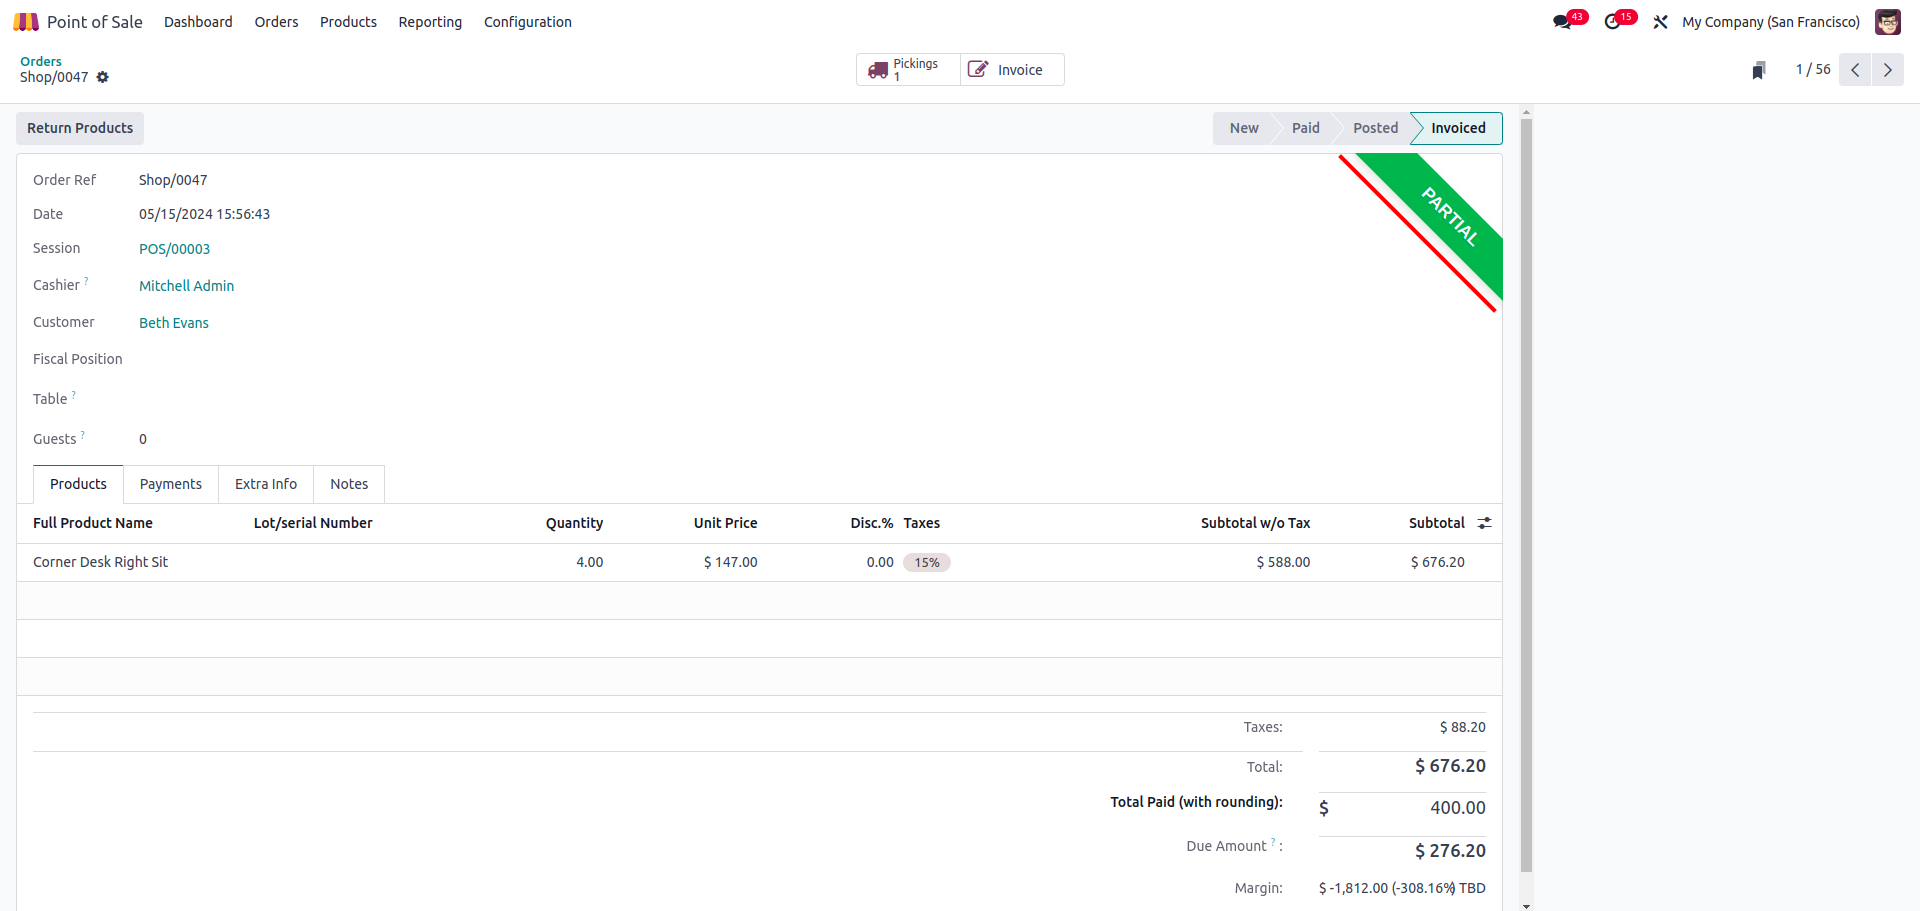 Point of Sale Dashboard Orders Products Reporting Configuration 43 15 My Company (San Francisco)
Orders
Shop/0047
Pickings
1
Invoice
1 / 56
Return Products
New Paid Posted Invoiced
PARTIAL
Order Ref Shop/0047
Date 05/15/2024 15:56:43
Session POS/00003
Cashier ? Mitchell Admin
Customer Beth Evans
Fiscal Position
Table ?
Guests ? 0
Products Payments Extra Info Notes
Full Product Name Lot/serial Number Quantity Unit Price Disc.% Taxes Subtotal w/o Tax Subtotal
Corner Desk Right Sit 4.00 $ 147.00 0.00 15% $ 588.00 $ 676.20
Taxes: $ 88.20
Total: $ 676.20
Total Paid (with rounding): $ 400.00
Due Amount ? : $ 276.20
Margin: $ -1,812.00 (-308.16%) TBD